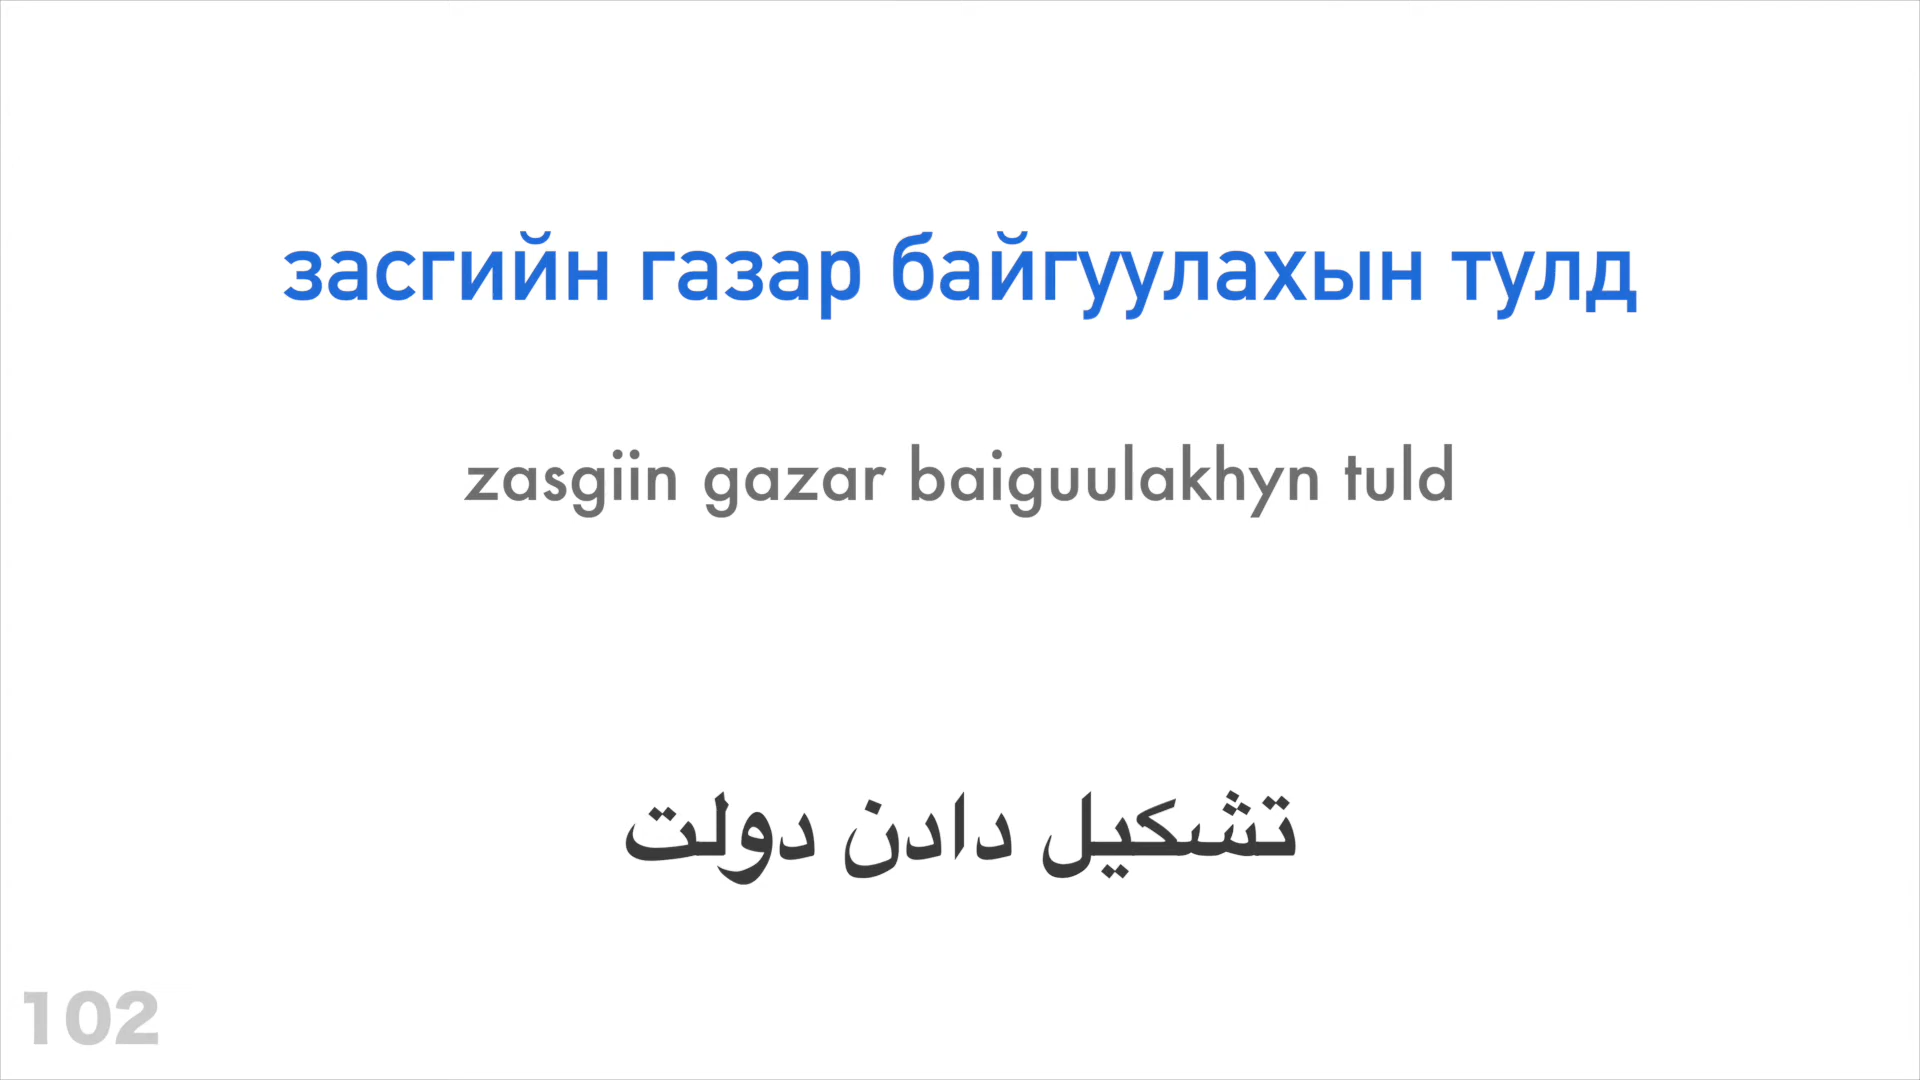 засгийн газар байгуулахын тулд
zasgiin gazar baiguulakhyn tuld
تشکیل دادن دولت
102